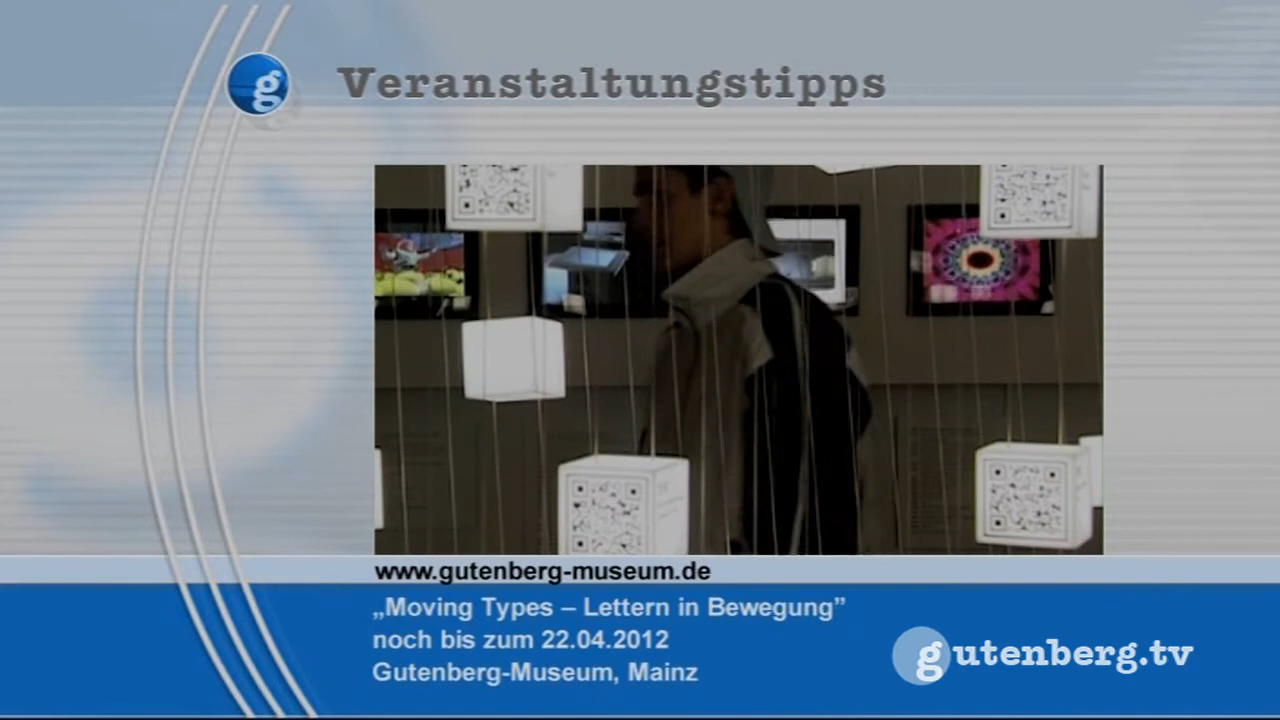 g Veranstaltungstipps
www.gutenberg-museum.de
„Moving Types – Lettern in Bewegung”
noch bis zum 22.04.2012
Gutenberg-Museum, Mainz
gutenberg.tv